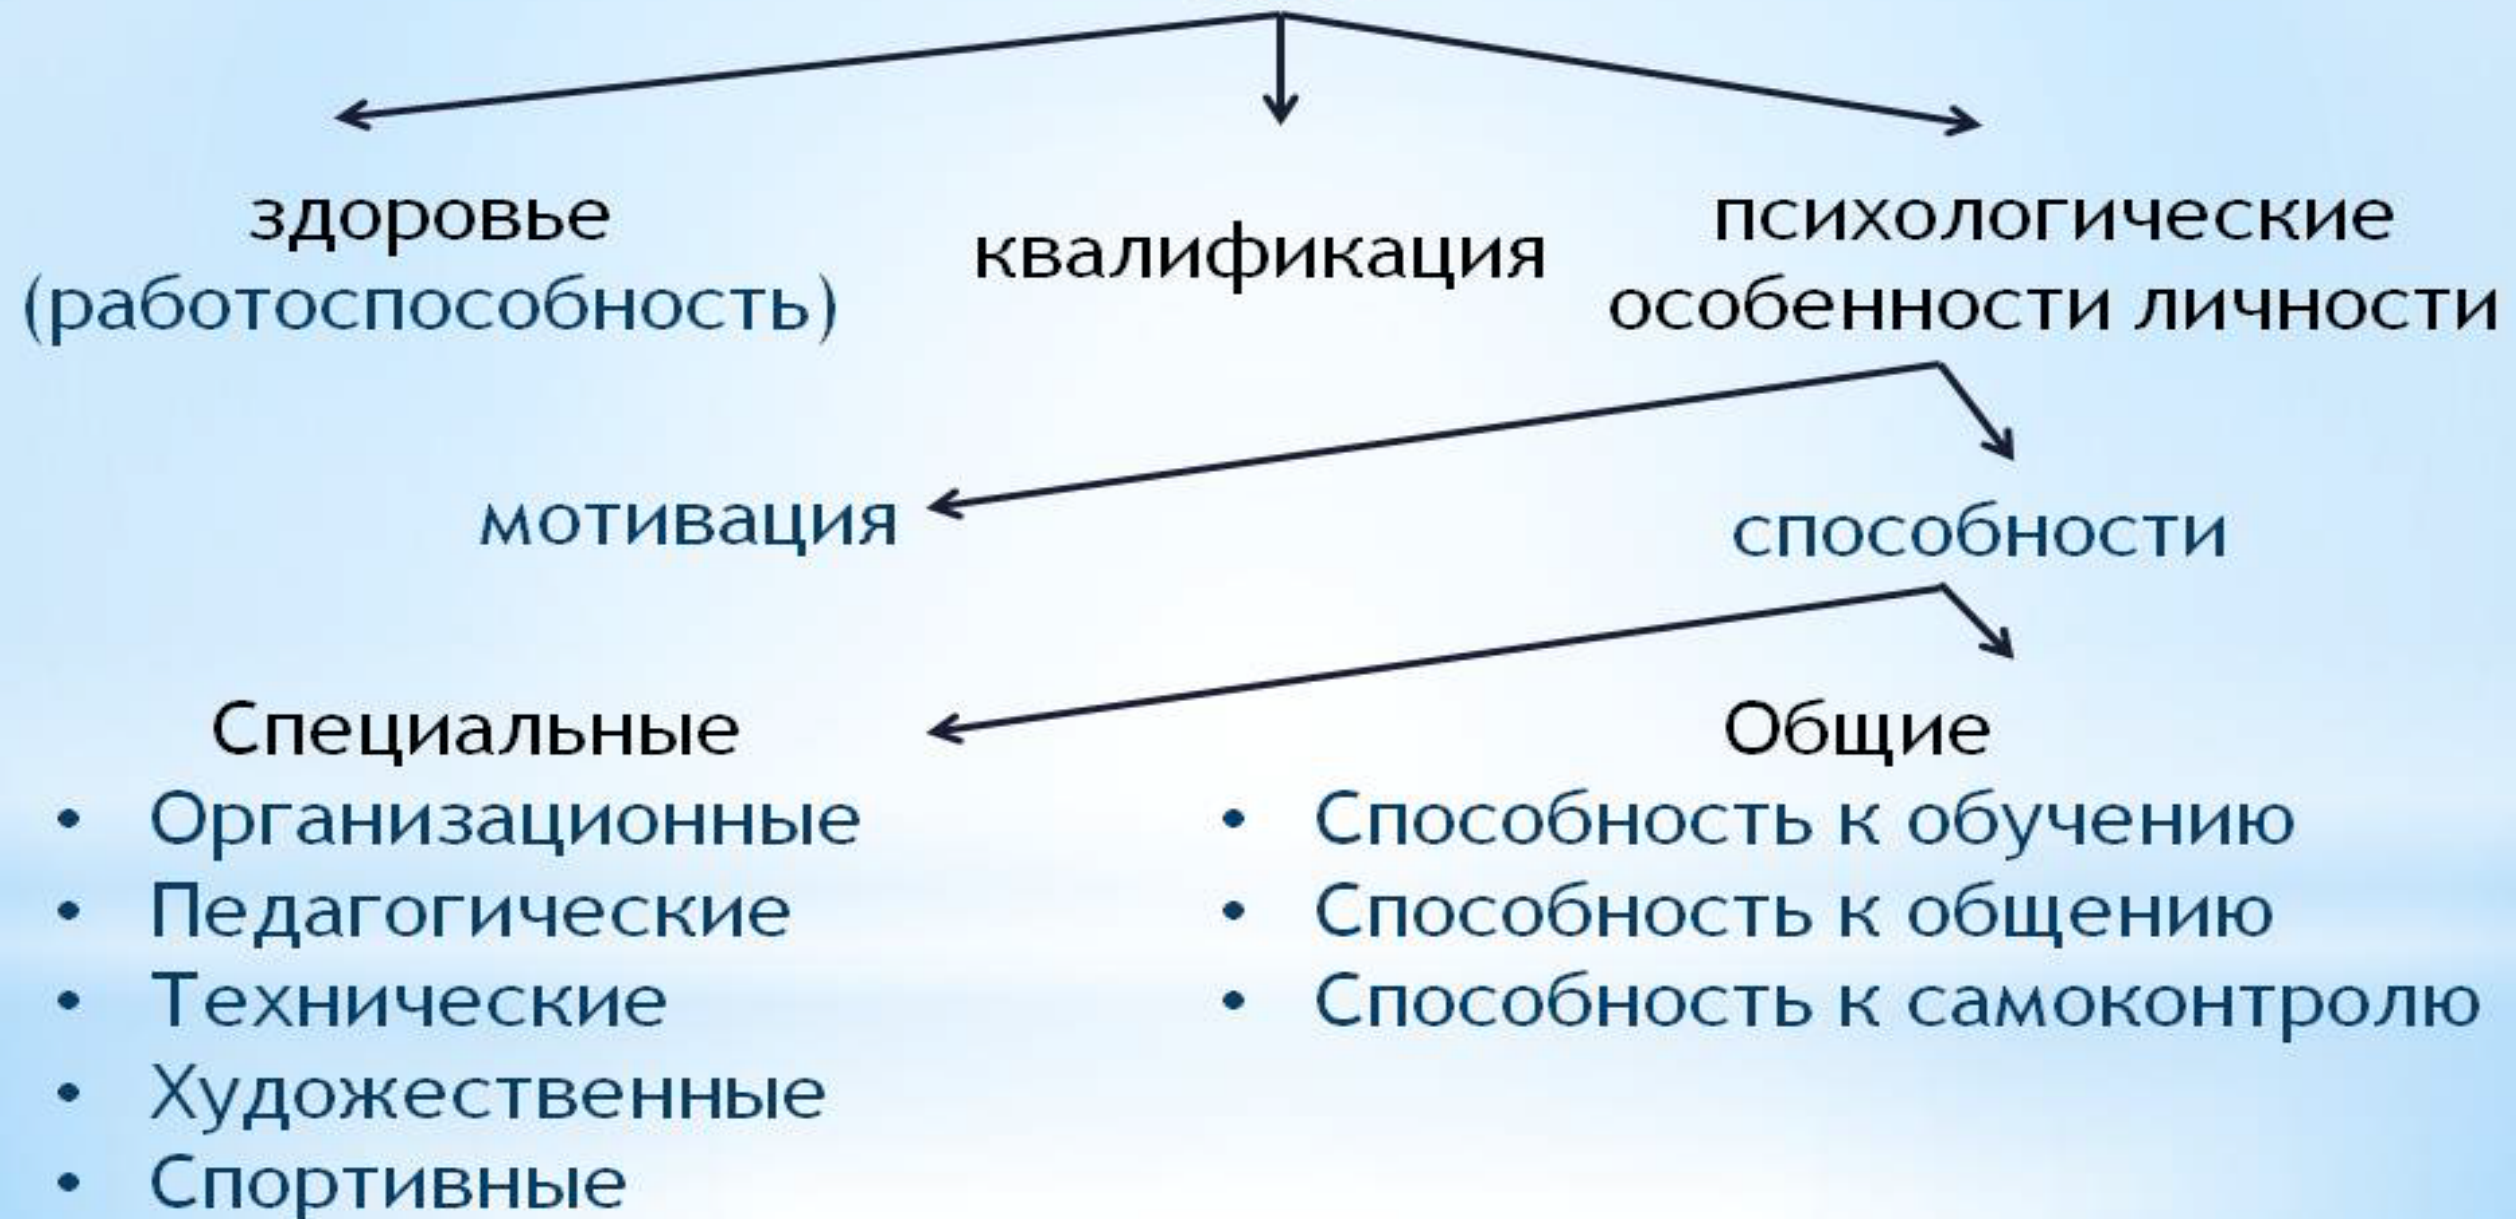 здоровье
(работоспособность)
квалификация
психологические
особенности личности
мотивация
способности
Специальные
• Организационные
• Педагогические
• Технические
• Художественные
• Спортивные
Общие
• Способность к обучению
• Способность к общению
• Способность к самоконтролю